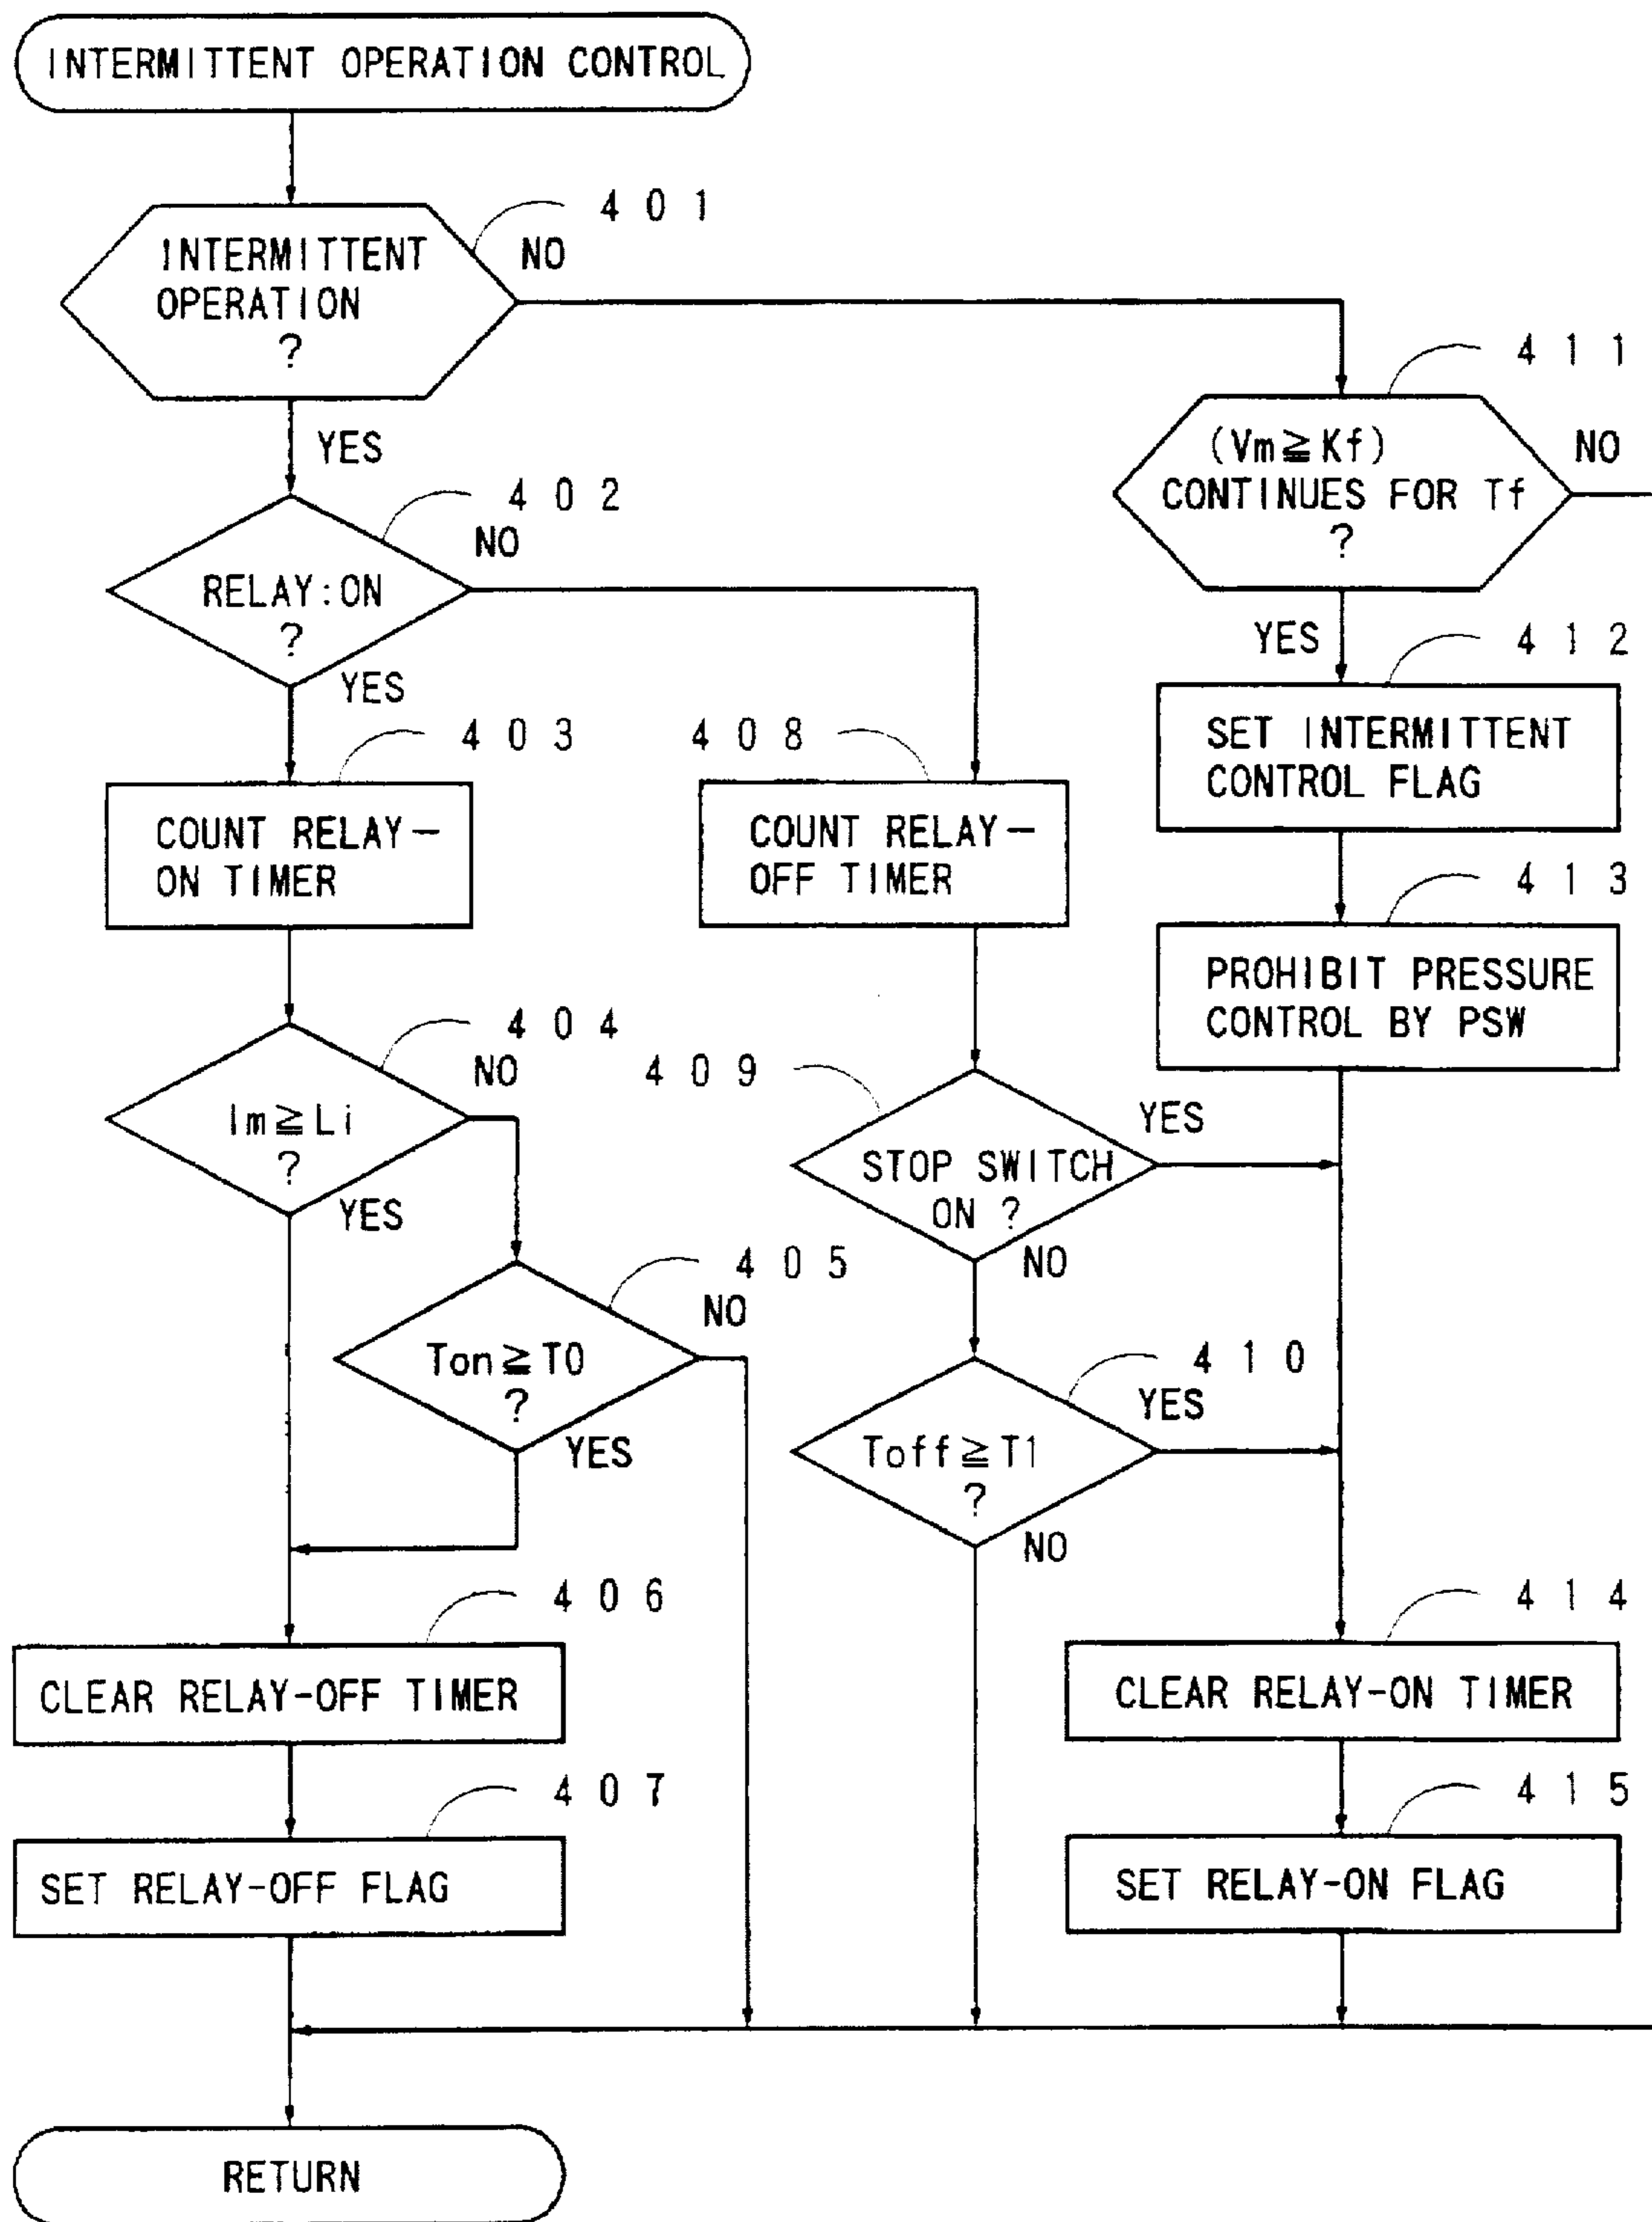 INTERMITTENT OPERATION CONTROL
401
INTERMITTENT
OPERATION
?
NO
YES
411
(Vm≧Kf)
CONTINUES FOR Tf
?
NO
YES
402
RELAY:ON
?
NO
YES
412
SET INTERMITTENT
CONTROL FLAG
403
COUNT RELAY-
ON TIMER
408
COUNT RELAY-
OFF TIMER
413
PROHIBIT PRESSURE
CONTROL BY PSW
404
Im≧Li
?
NO
YES
409
STOP SWITCH
ON ?
YES
NO
405
Ton≧T0
?
NO
YES
410
Toff≧T1
?
YES
NO
406
CLEAR RELAY-OFF TIMER
414
CLEAR RELAY-ON TIMER
407
SET RELAY-OFF FLAG
415
SET RELAY-ON FLAG
RETURN